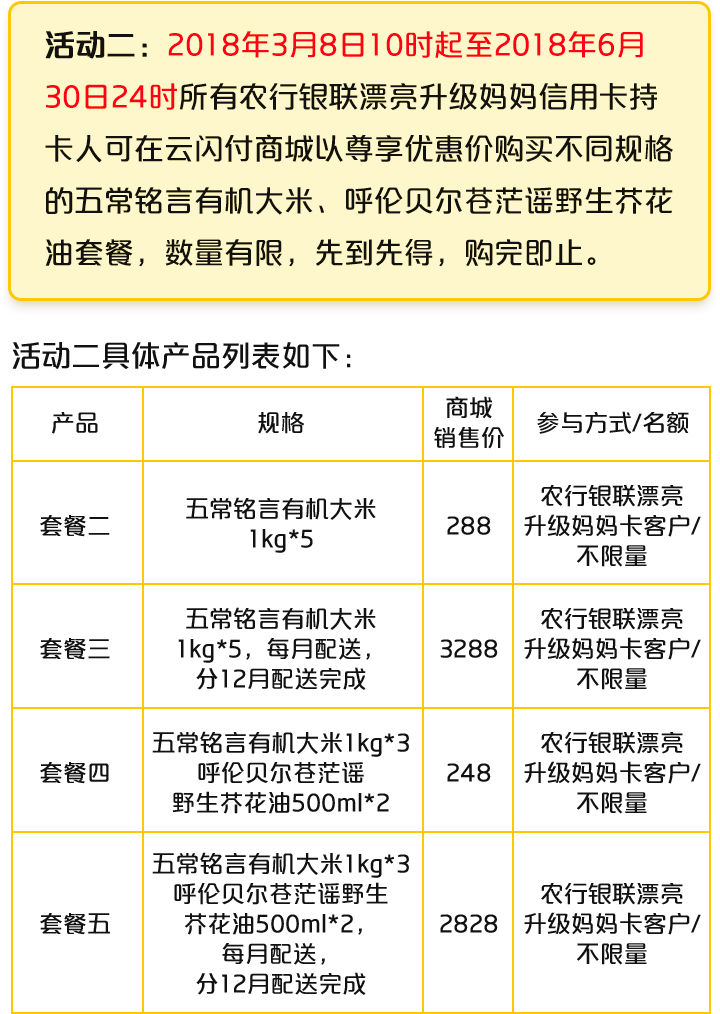 活动二：2018年3月8日10时起至2018年6月
30日24时所有农行银联漂亮升级妈妈信用卡持
卡人可在云闪付商城以尊享优惠价购买不同规格
的五常铭言有机大米、呼伦贝尔苍茫谣野生芥花
油套餐，数量有限，先到先得，购完即止。
活动二具体产品列表如下：
产品
规格
商城
销售价
参与方式/名额
套餐二
五常铭言有机大米
1kg*5
288
农行银联漂亮
升级妈妈卡客户/
不限量
套餐三
五常铭言有机大米
1kg*5，每月配送，
分12月配送完成
3288
农行银联漂亮
升级妈妈卡客户/
不限量
套餐四
五常铭言有机大米1kg*3
呼伦贝尔苍茫谣
野生芥花油500ml*2
248
农行银联漂亮
升级妈妈卡客户/
不限量
套餐五
五常铭言有机大米1kg*3
呼伦贝尔苍茫谣野生
芥花油500ml*2，
每月配送，
分12月配送完成
2828
农行银联漂亮
升级妈妈卡客户/
不限量